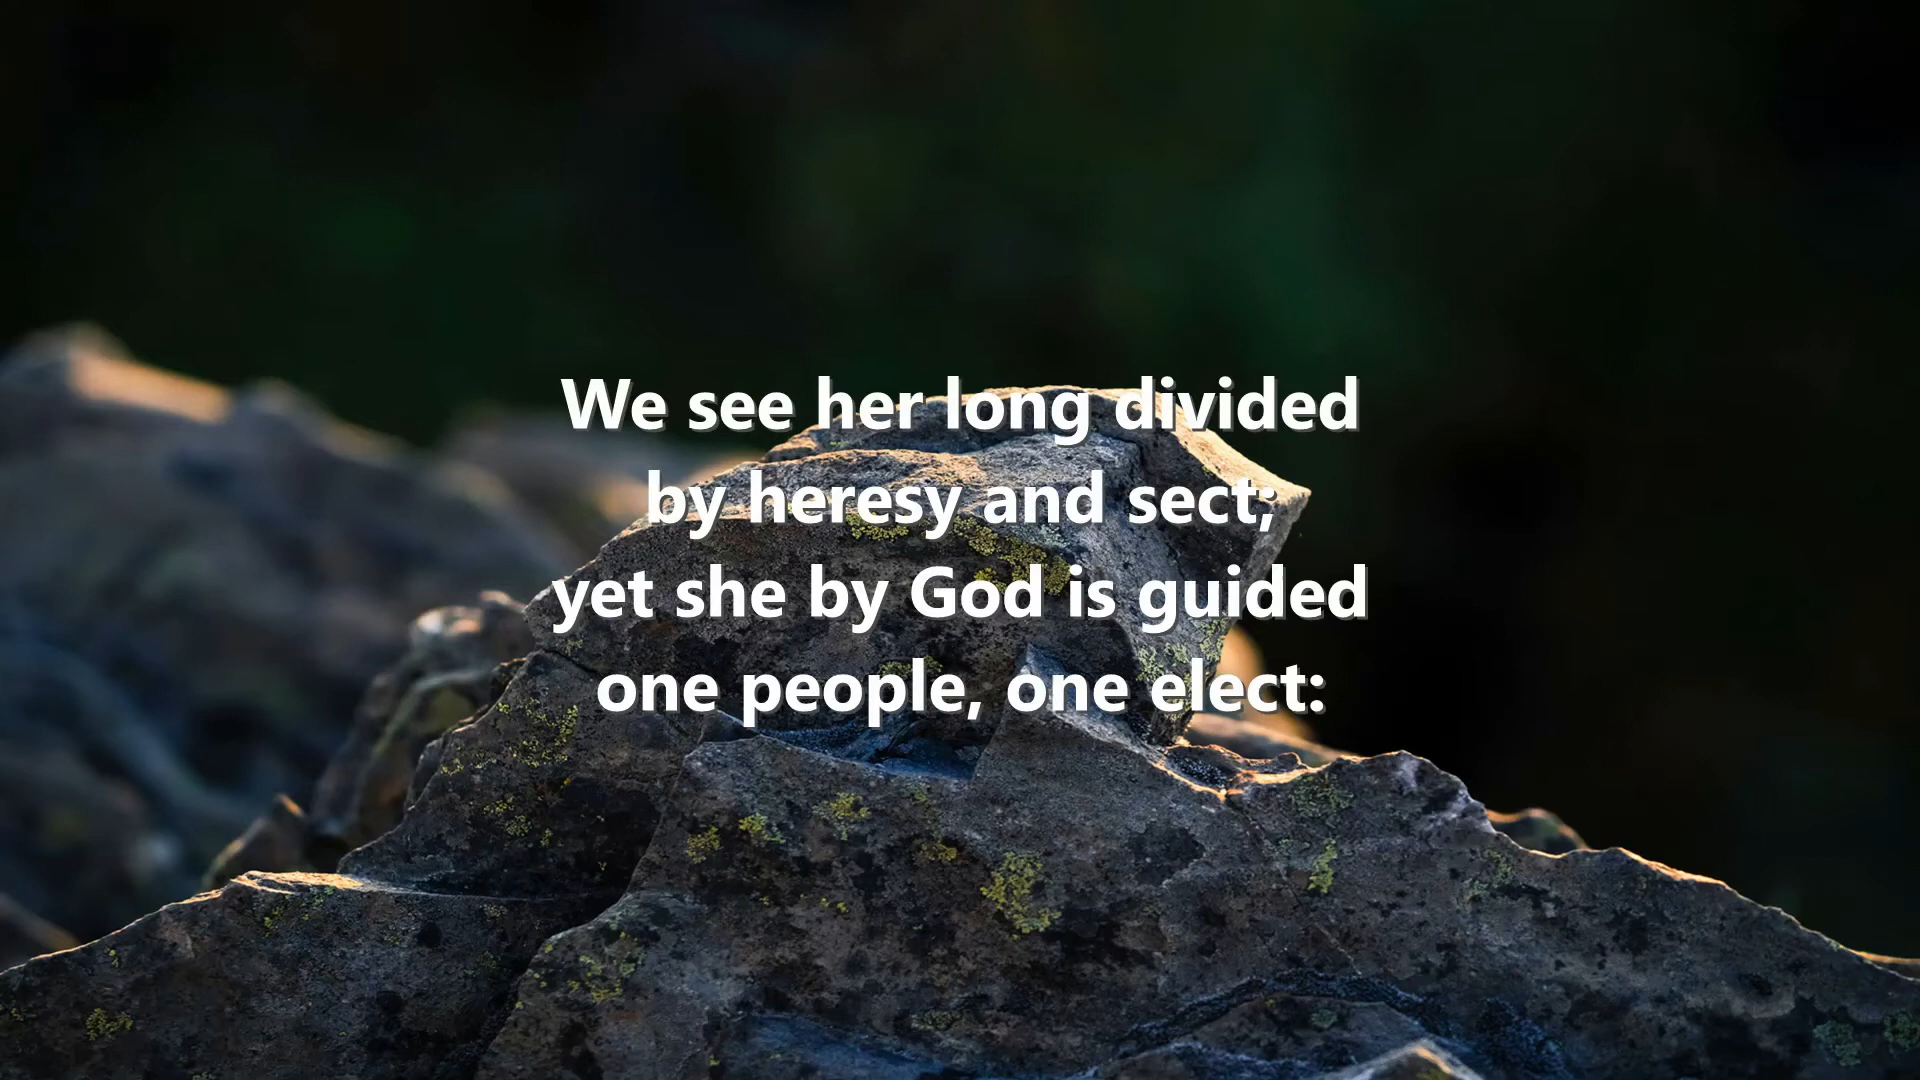 We see her long divided
by heresy and sect;
yet she by God is guided
one people, one elect: